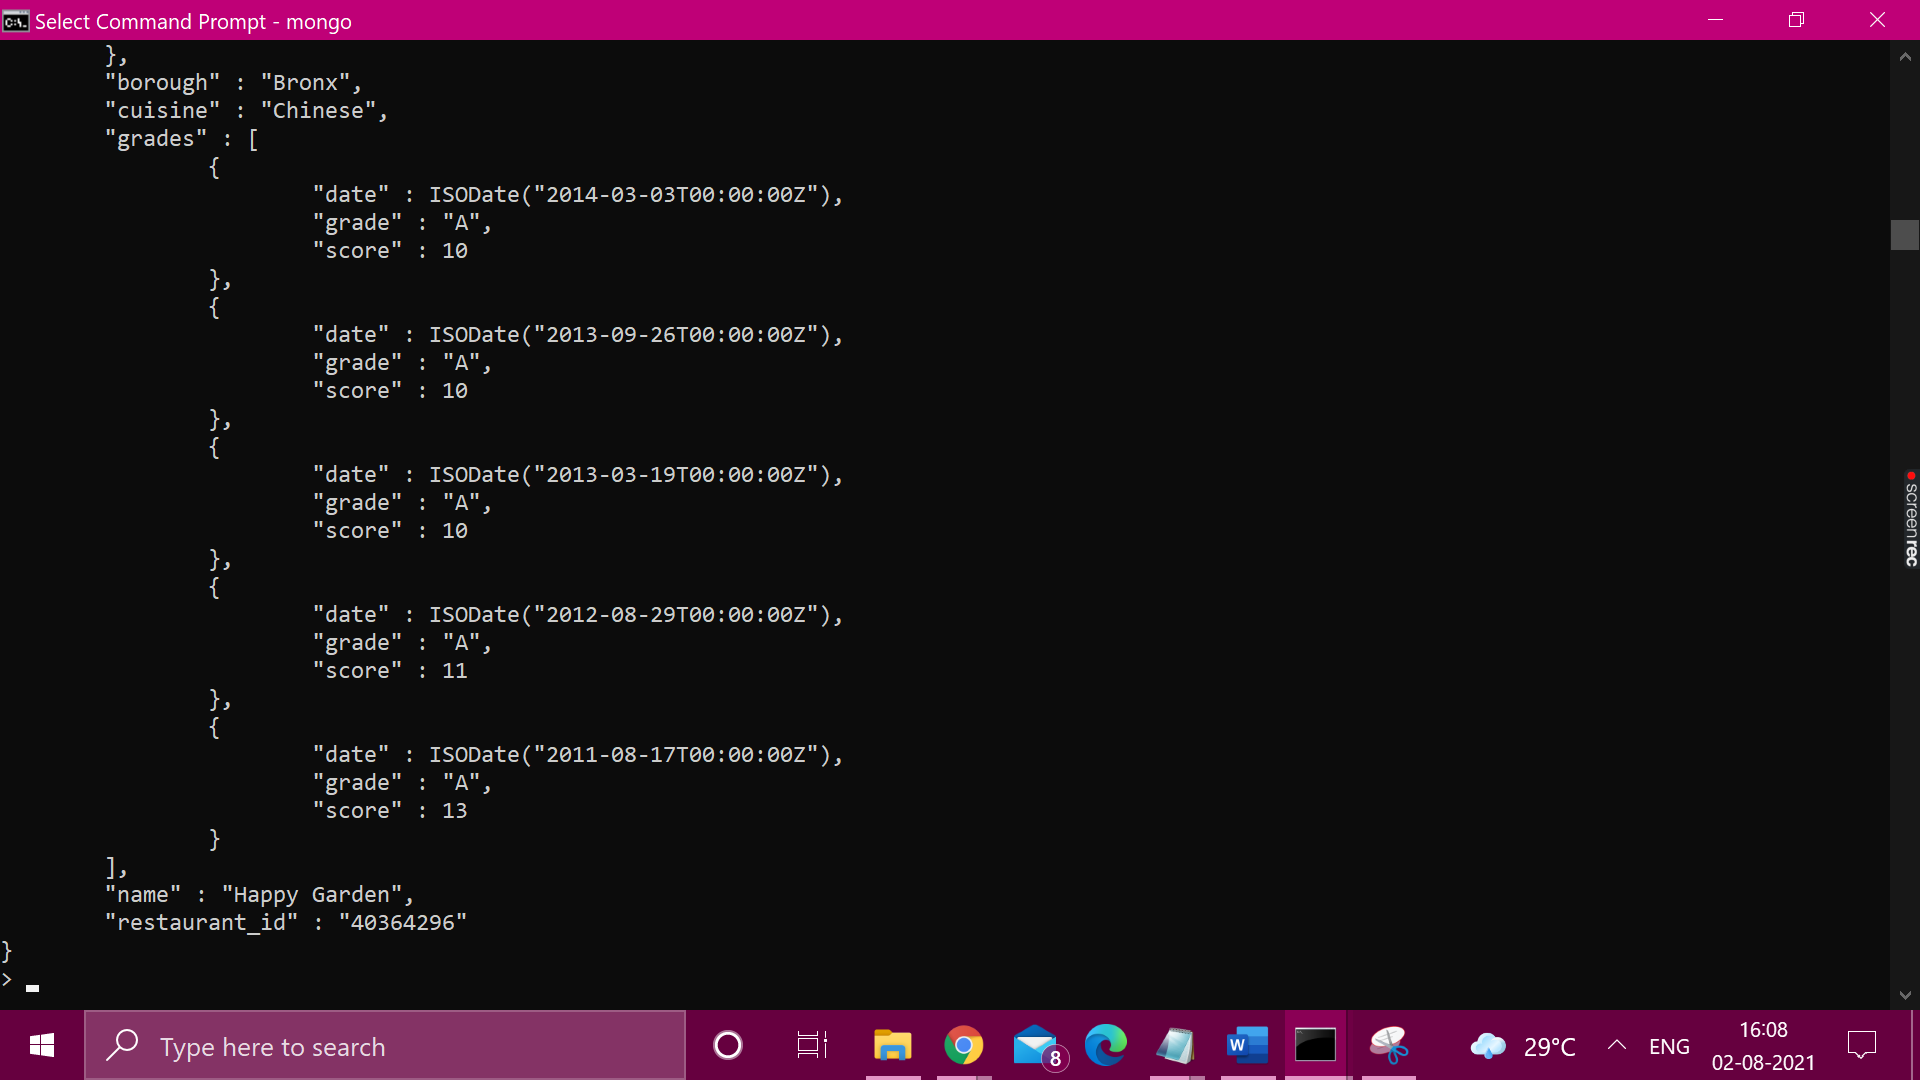 Select Command Prompt - mongo
},
"borough" : "Bronx",
"cuisine" : "Chinese",
"grades" : [
{
"date" : ISODate("2014-03-03T00:00:00Z"),
"grade" : "A",
"score" : 10
},
{
"date" : ISODate("2013-09-26T00:00:00Z"),
"grade" : "A",
"score" : 10
},
{
"date" : ISODate("2013-03-19T00:00:00Z"),
"grade" : "A",
"score" : 10
},
{
"date" : ISODate("2012-08-29T00:00:00Z"),
"grade" : "A",
"score" : 11
},
{
"date" : ISODate("2011-08-17T00:00:00Z"),
"grade" : "A",
"score" : 13
}
],
"name" : "Happy Garden",
"restaurant_id" : "40364296"
}
>
screenrec
Type here to search
8
W
29°C
ENG
16:08
02-08-2021